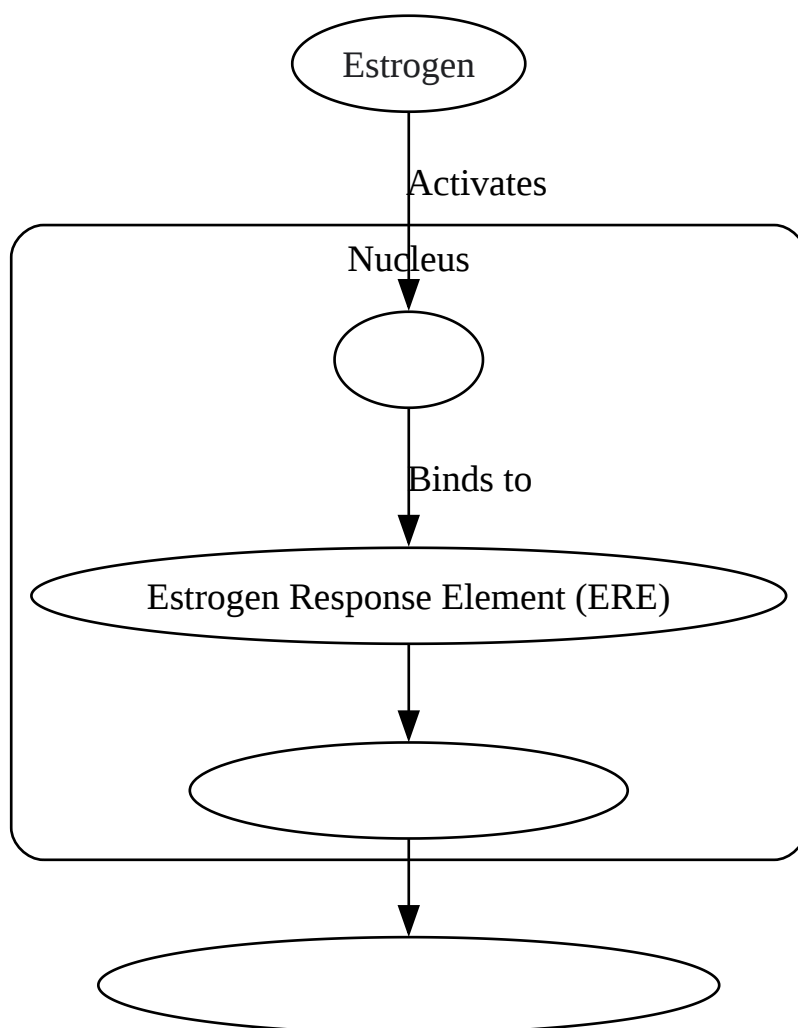 Estrogen
Activates
Nucleus
Binds to
Estrogen Response Element (ERE)